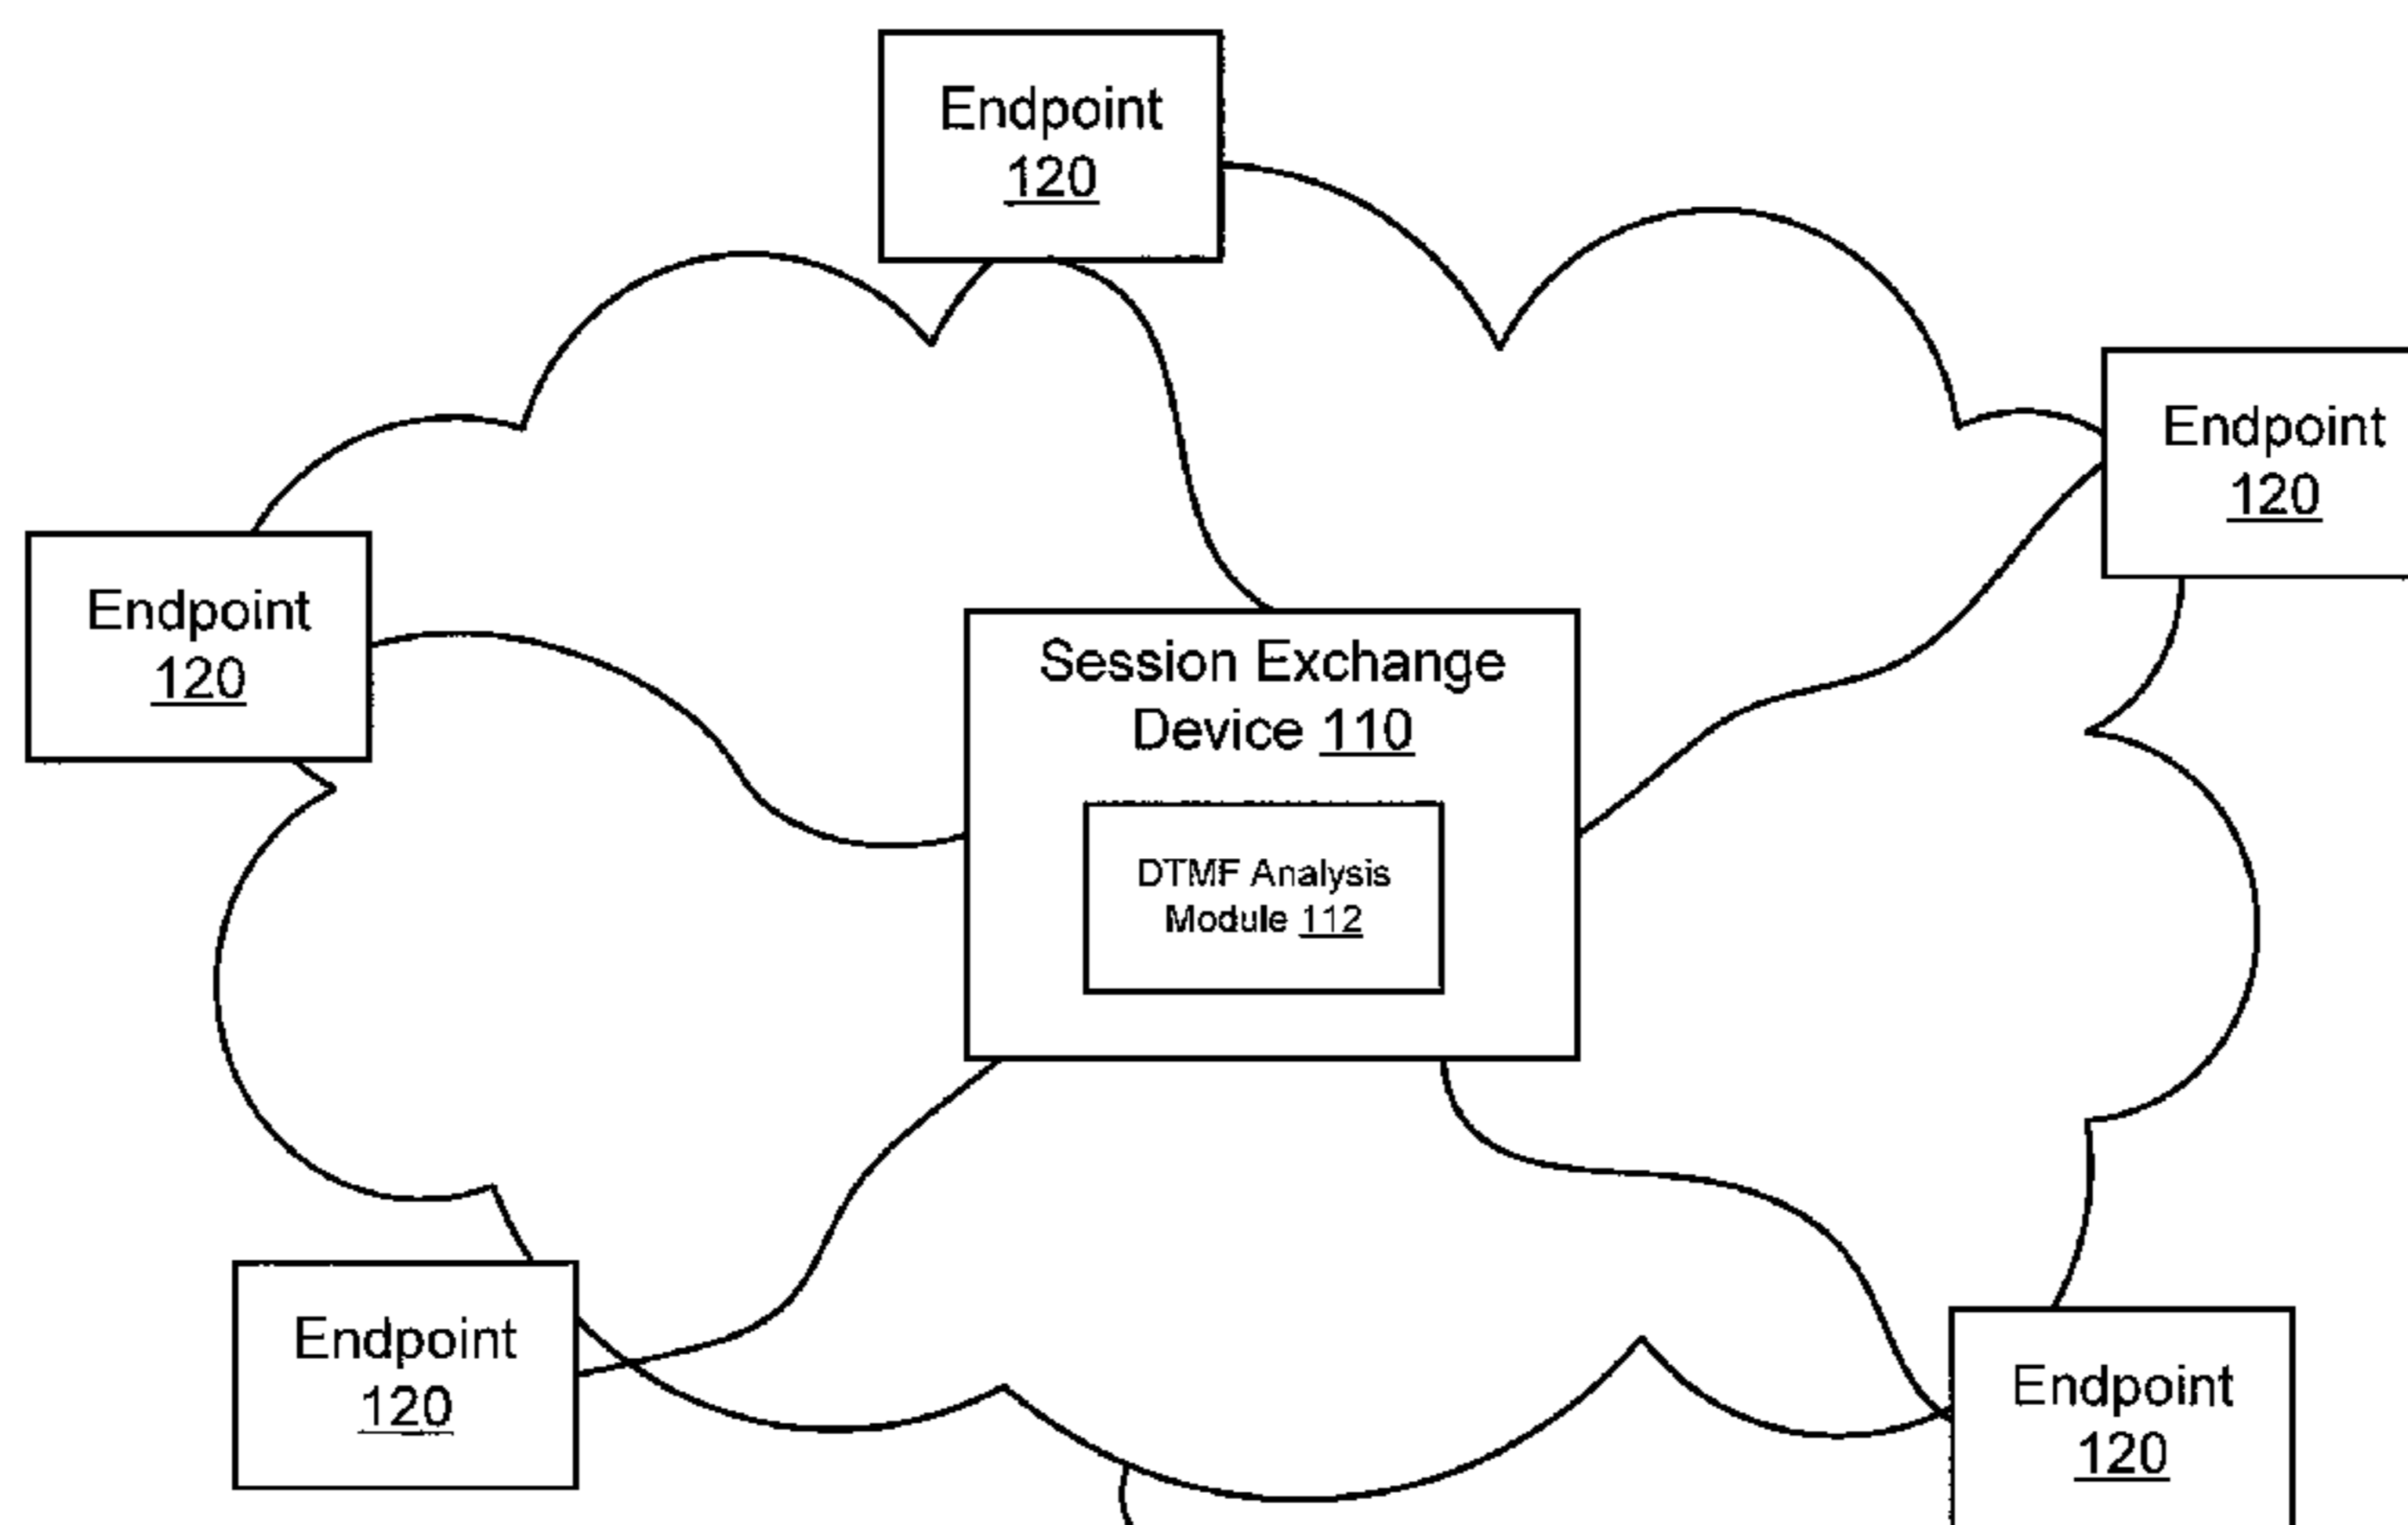 Endpoint
120
Endpoint
120
Endpoint
120
Session Exchange
Device 110
DTMF Analysis
Module 112
Endpoint
120
Endpoint
120